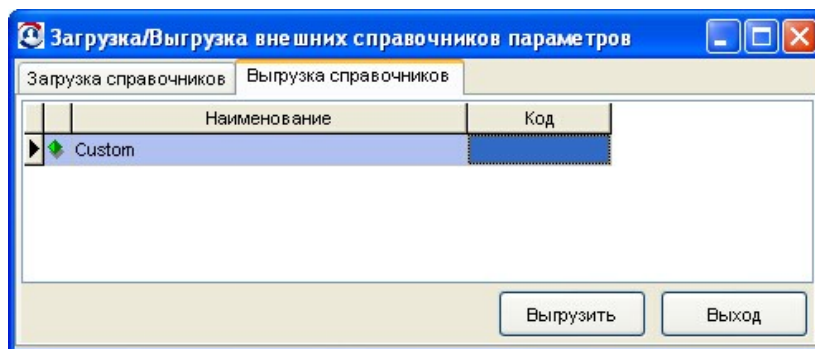 Загрузка/Выгрузка внешних справочников параметров
Загрузка справочников Выгрузка справочников
Наименование Код
Custom
Выгрузить Выход